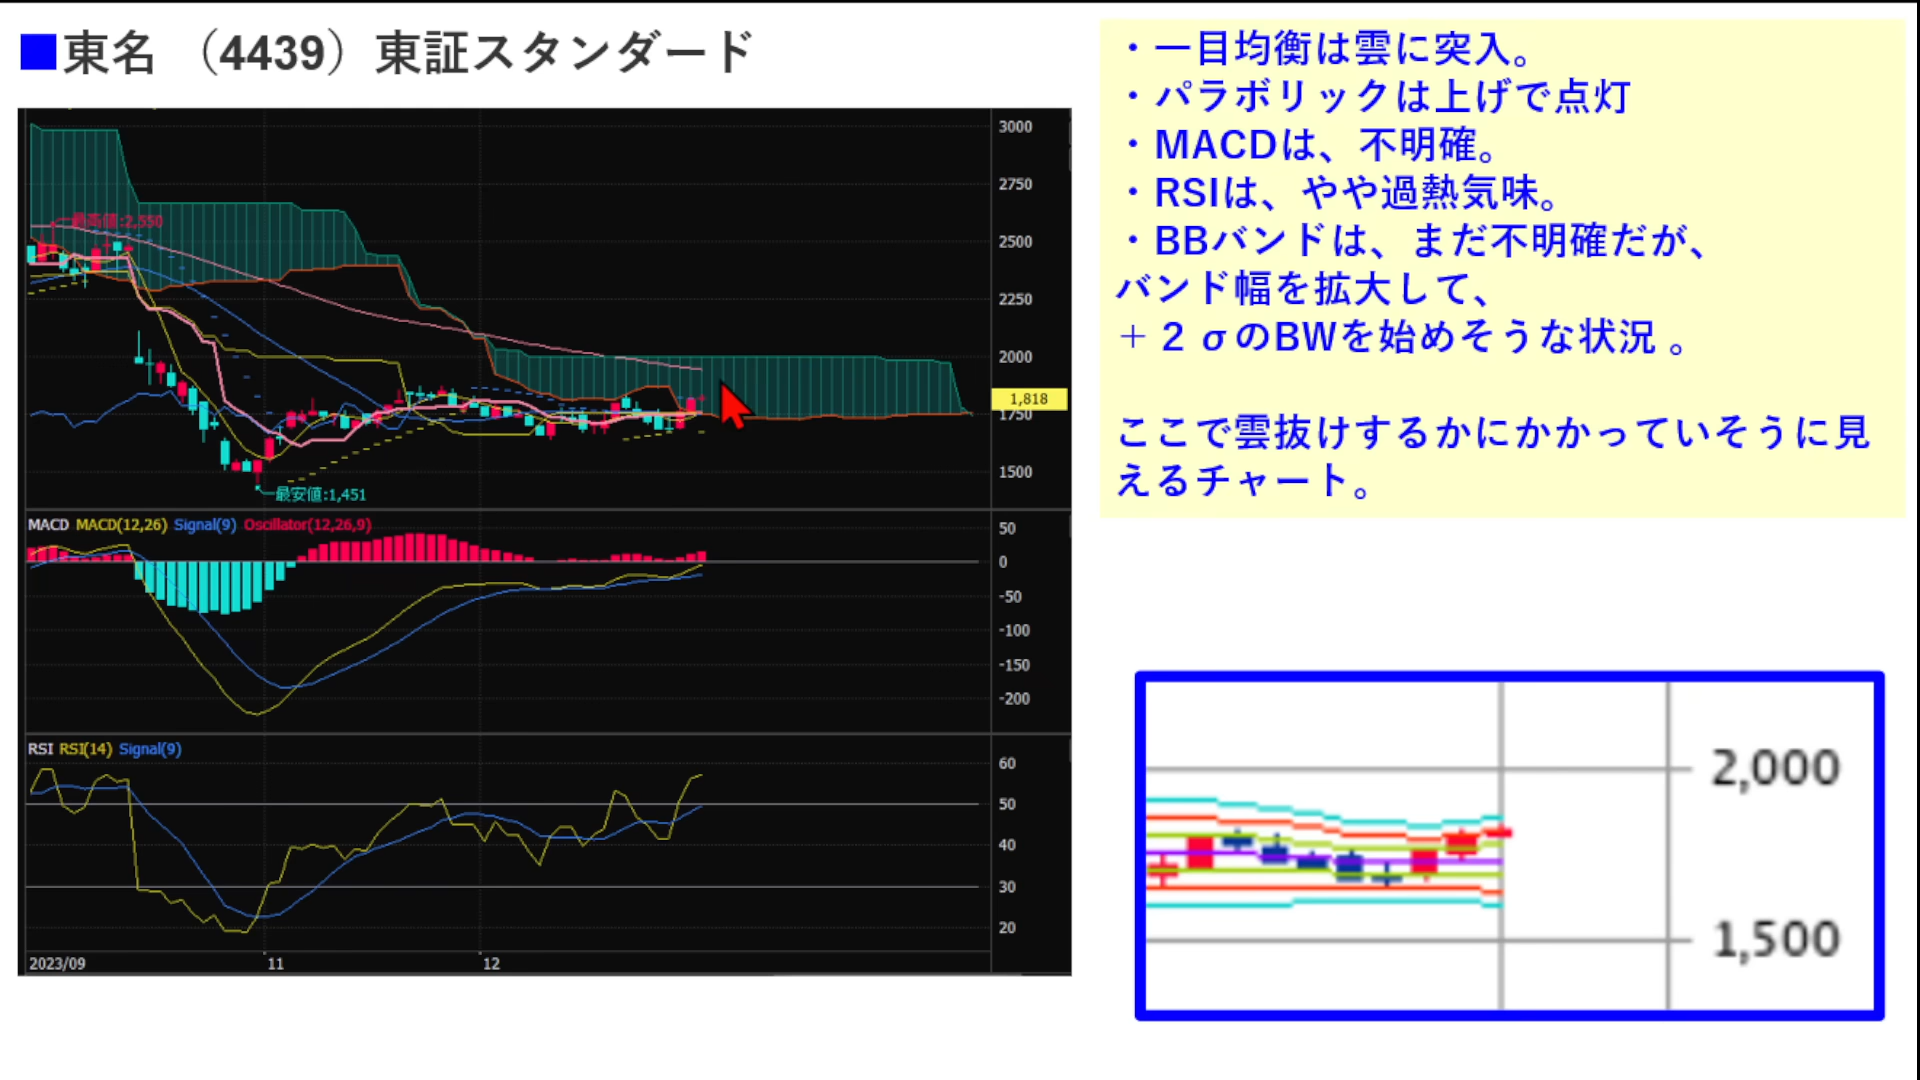 ■東名 （4439）東証スタンダード
・一目均衡は雲に突入。
・パラボリックは上げで点灯
・MACDは、不明確。
・RSIは、やや過熱気味。
・BBバンドは、まだ不明確だが、
バンド幅を拡大して、
＋２σのBWを始めそうな状況 。
ここで雲抜けするかにかかっていそうに見
えるチャート。
3000
2750
最高値:2,550
2500
2250
2000
1,818
1750
1500
最安値:1,451
MACD MACD(12,26) Signal(9) Oscillator(12,26,9)
50
0
-50
-100
-150
-200
RSI RSI(14) Signal(9)
60
50
40
30
20
2023/09 11 12
2,000
1,500